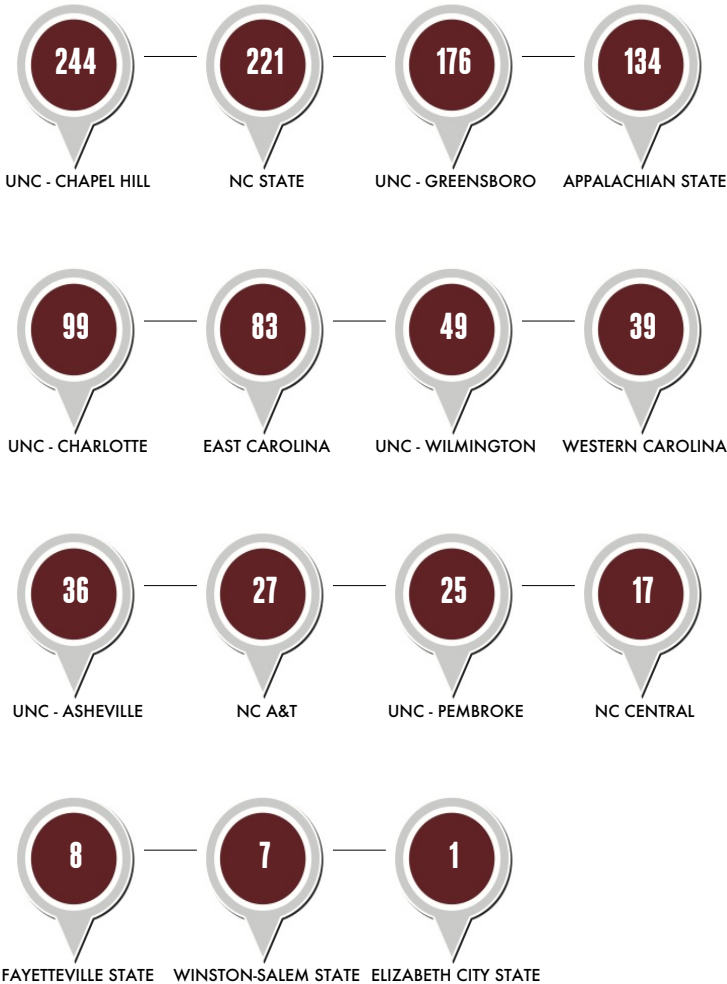 244 221 176 134
UNC - CHAPEL HILL NC STATE UNC - GREENSBORO APPALACHIAN STATE
99 83 49 39
UNC - CHARLOTTE EAST CAROLINA UNC - WILMINGTON WESTERN CAROLINA
36 27 25 17
UNC - ASHEVILLE NC A&T UNC - PEMBROKE NC CENTRAL
8 7 1
FAYETTEVILLE STATE WINSTON-SALEM STATE ELIZABETH CITY STATE